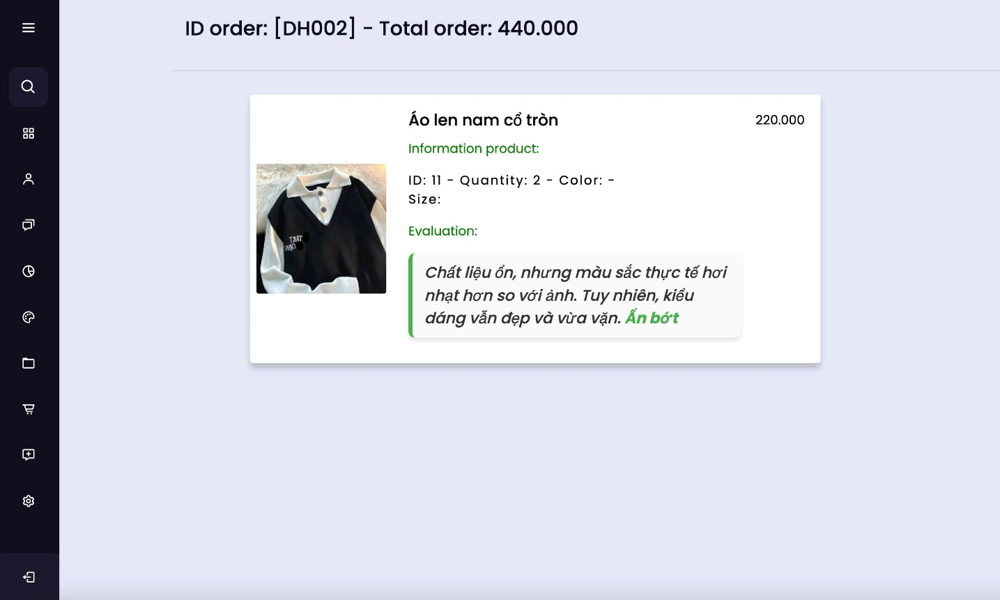 ID order: [DH002] - Total order: 440.000
Áo len nam cổ tròn
220.000
Information product:
ID: 11 - Quantity: 2 - Color: -
Size:
IRIS-T
Evaluation:
Chất liệu ổn, nhưng màu sắc thực tế hơi
nhạt hơn so với ảnh. Tuy nhiên, kiểu
dáng vẫn đẹp và vừa vặn. Ẩn bớt